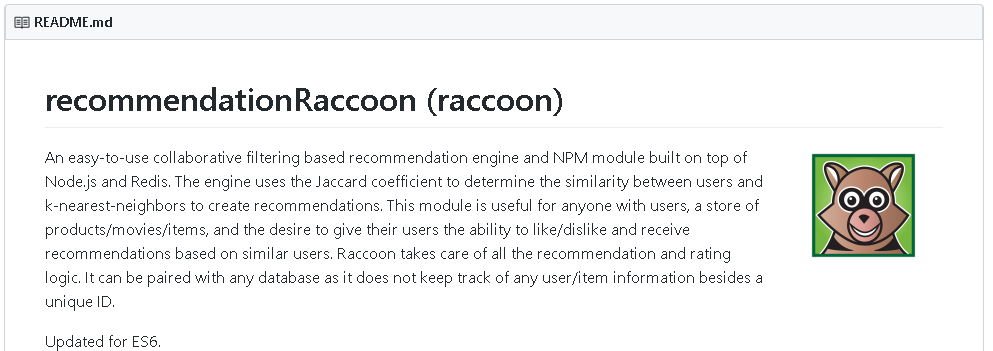 README.md
recommendationRaccoon (raccoon)
An easy-to-use collaborative filtering based recommendation engine and NPM module built on top of
Node.js and Redis. The engine uses the Jaccard coefficient to determine the similarity between users and
k-nearest-neighbors to create recommendations. This module is useful for anyone with users, a store of
products/movies/items, and the desire to give their users the ability to like/dislike and receive
recommendations based on similar users. Raccoon takes care of all the recommendation and rating
logic. It can be paired with any database as it does not keep track of any user/item information besides a
unique ID.
Updated for ES6.